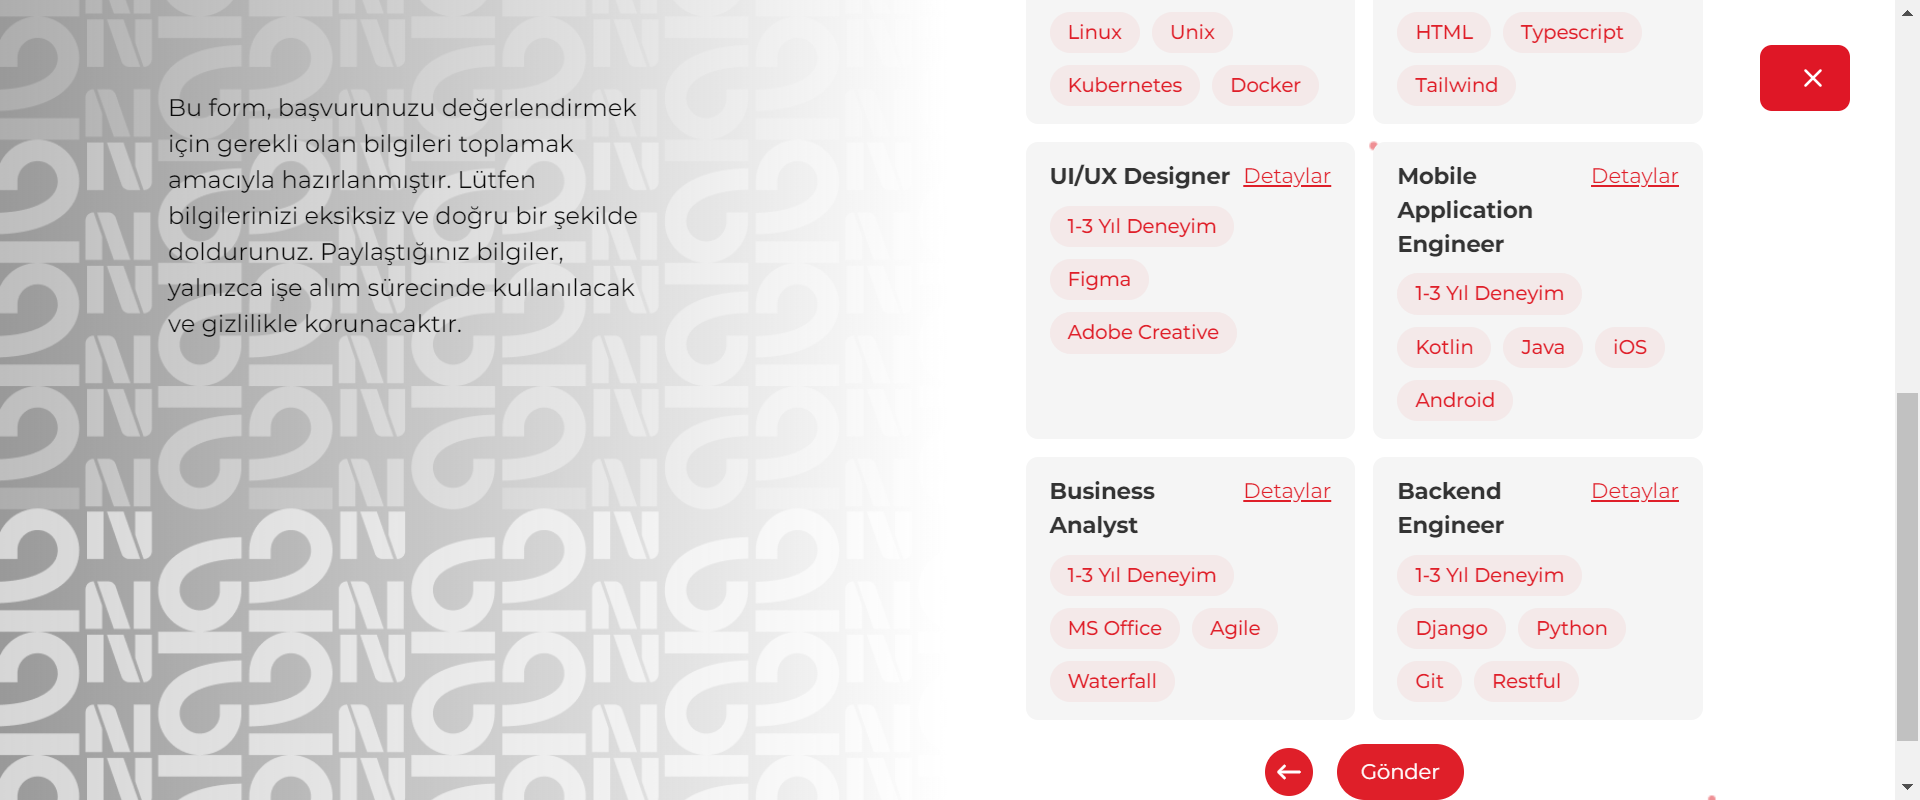 Bu form, başvurunuzu değerlendirmek
için gerekli olan bilgileri toplamak
amacıyla hazırlanmıştır. Lütfen
bilgilerinizi eksiksiz ve doğru bir şekilde
doldurunuz. Paylaştığınız bilgiler,
yalnızca işe alım sürecinde kullanılacak
ve gizlilikle korunacaktır.
Linux Unix
Kubernetes Docker
HTML Typescript
Tailwind
UI/UX Designer Detaylar
1-3 Yıl Deneyim
Figma
Adobe Creative
Mobile Detaylar
Application
Engineer
1-3 Yıl Deneyim
Kotlin Java iOS
Android
Business Detaylar
Analyst
1-3 Yıl Deneyim
MS Office Agile
Waterfall
Backend Detaylar
Engineer
1-3 Yıl Deneyim
Django Python
Git Restful
Gönder